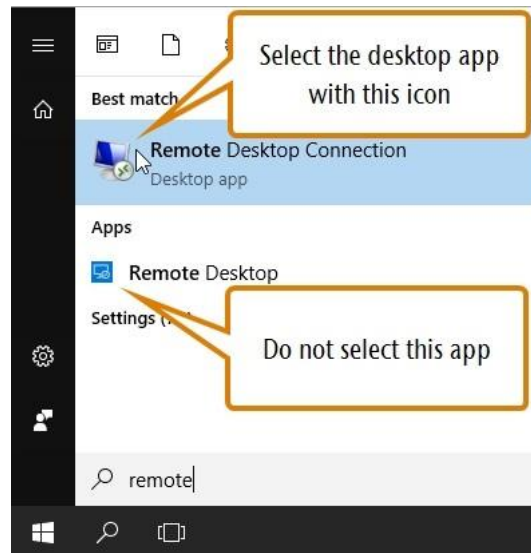 Select the desktop app
with this icon
Best match
Remote Desktop Connection
Desktop app
Apps
Remote Desktop
Settings
Do not select this app
remote